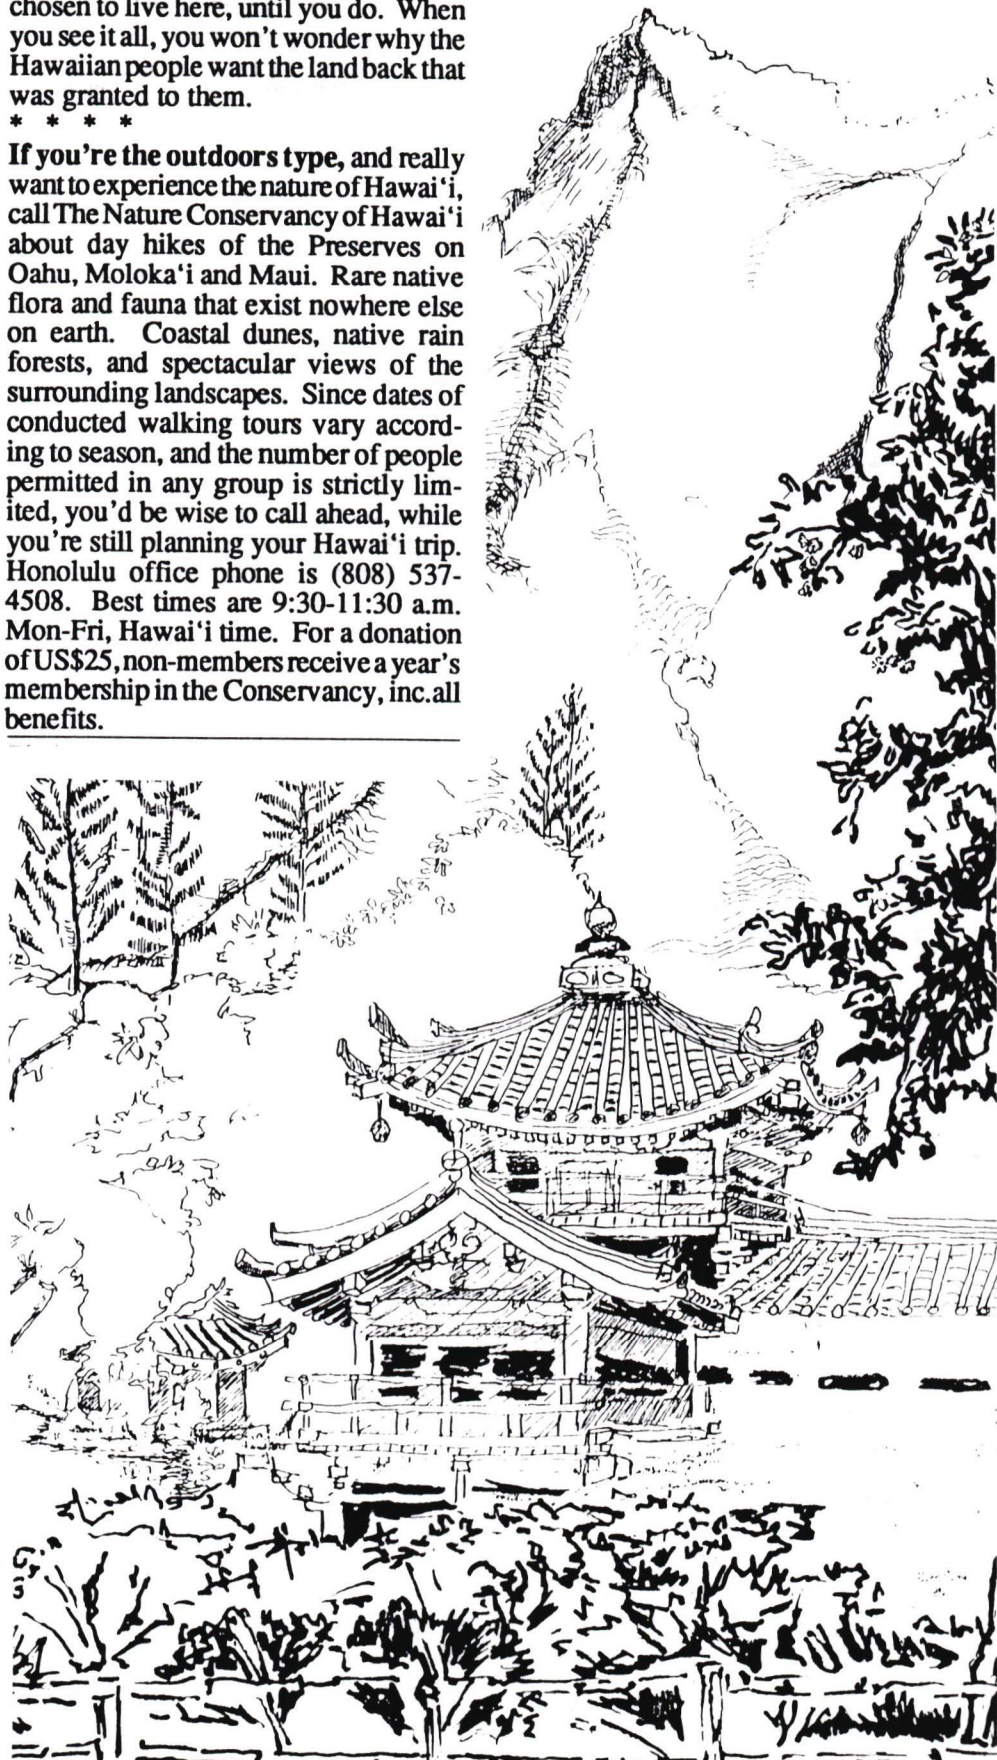 chosen to live here, until you do. When
you see it all, you won't wonder why the
Hawaiian people want the land back that
was granted to them.
* * * *
If you're the outdoors type, and really
want to experience the nature of Hawai‘i,
call The Nature Conservancy of Hawai‘i
about day hikes of the Preserves on
Oahu, Moloka‘i and Maui. Rare native
flora and fauna that exist nowhere else
on earth. Coastal dunes, native rain
forests, and spectacular views of the
surrounding landscapes. Since dates of
conducted walking tours vary accord-
ing to season, and the number of people
permitted in any group is strictly lim-
ited, you'd be wise to call ahead, while
you're still planning your Hawai‘i trip.
Honolulu office phone is (808) 537-
4508. Best times are 9:30-11:30 a.m.
Mon-Fri, Hawai‘i time. For a donation
of US$25, non-members receive a year's
membership in the Conservancy, inc.all
benefits.